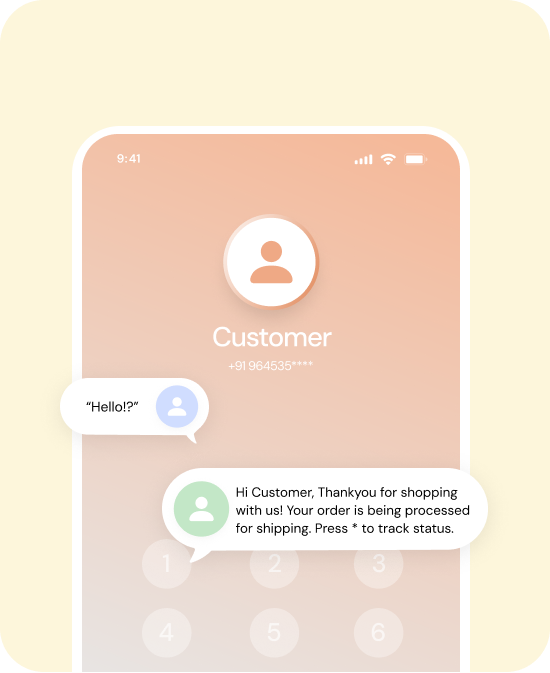 9:41
Customer
+91 964535****
“Hello!?”
Hi Customer, Thankyou for shopping
with us! Your order is being processed
for shipping. Press * to track status.
1 2 3
4 5 6